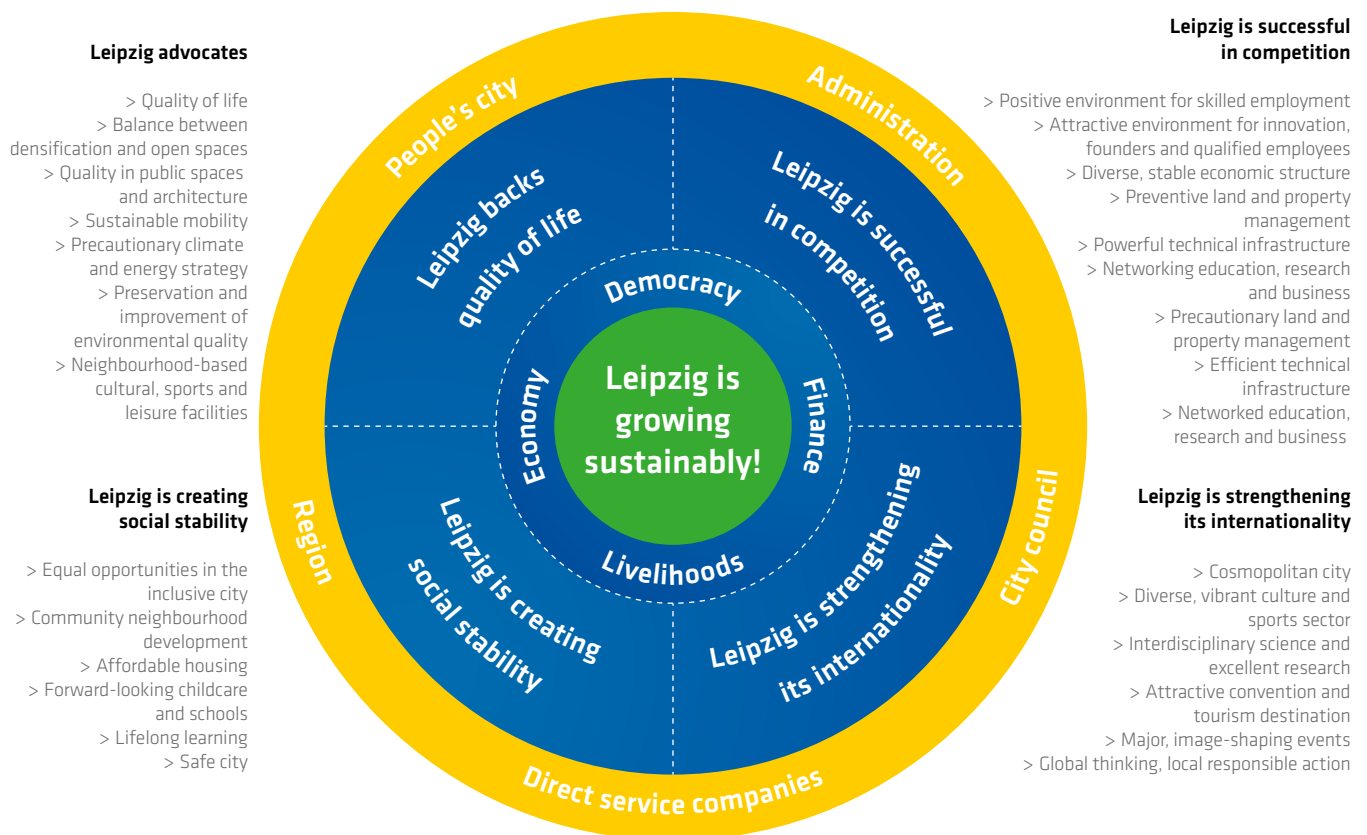 Leipzig advocates
> Quality of life
> Balance between
densification and open spaces
> Quality in public spaces
and architecture
> Sustainable mobility
> Precautionary climate
and energy strategy
> Preservation and
improvement of
environmental quality
> Neighbourhood-based
cultural, sports and
leisure facilities
Leipzig is creating
social stability
> Equal opportunities in the
inclusive city
> Community neighbourhood
development
> Affordable housing
> Forward-looking childcare
and schools
> Lifelong learning
> Safe city
People's city
Administration
City council
Direct service companies
Region
Leipzig backs
quality of life
Leipzig is successful
in competition
Leipzig is creating
social stability
Leipzig is strengthening
its internationality
Democracy
Finance
Livelihoods
Economy
Leipzig is
growing
sustainably!
Leipzig is successful
in competition
> Positive environment for skilled employment
> Attractive environment for innovation,
founders and qualified employees
> Diverse, stable economic structure
> Preventive land and property
management
> Powerful technical infrastructure
> Networking education, research
and business
> Precautionary land and
property management
> Efficient technical
infrastructure
> Networked education,
research and business
Leipzig is strengthening
its internationality
> Cosmopolitan city
> Diverse, vibrant culture and
sports sector
> Interdisciplinary science and
excellent research
> Attractive convention and
tourism destination
> Major, image-shaping events
> Global thinking, local responsible action